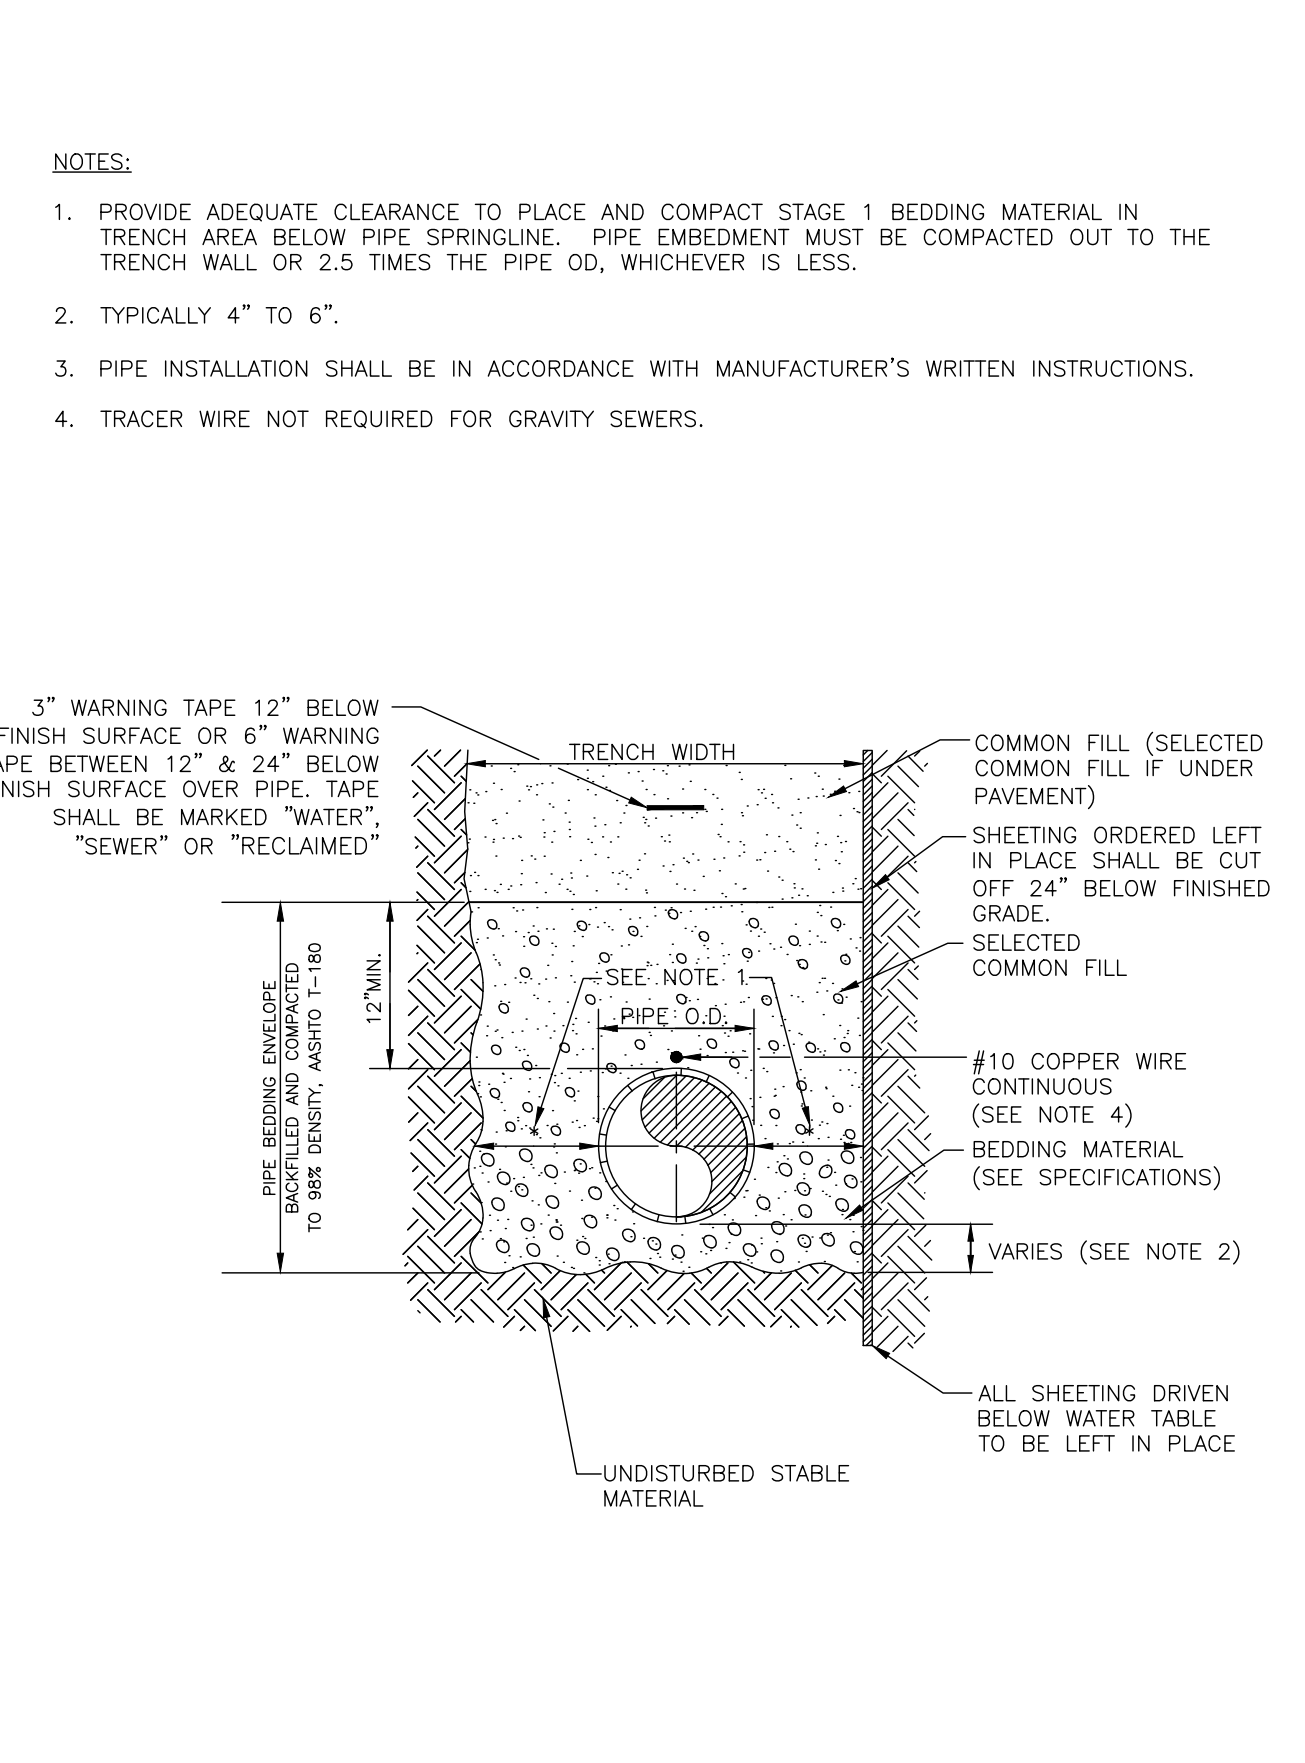 NOTES:
1. PROVIDE ADEQUATE CLEARANCE TO PLACE AND COMPACT STAGE 1 BEDDING MATERIAL IN
TRENCH AREA BELOW PIPE SPRINGLINE. PIPE EMBEDMENT MUST BE COMPACTED OUT TO THE
TRENCH WALL OR 2.5 TIMES THE PIPE OD, WHICHEVER IS LESS.
2. TYPICALLY 4" TO 6".
3. PIPE INSTALLATION SHALL BE IN ACCORDANCE WITH MANUFACTURER'S WRITTEN INSTRUCTIONS.
4. TRACER WIRE NOT REQUIRED FOR GRAVITY SEWERS.
3" WARNING TAPE 12" BELOW
FINISH SURFACE OR 6" WARNING
APE BETWEEN 12" & 24" BELOW
NISH SURFACE OVER PIPE. TAPE
SHALL BE MARKED "WATER",
"SEWER" OR "RECLAIMED"
TRENCH WIDTH
COMMON FILL (SELECTED
COMMON FILL IF UNDER
PAVEMENT)
SHEETING ORDERED LEFT
IN PLACE SHALL BE CUT
OFF 24" BELOW FINISHED
GRADE.
SELECTED
COMMON FILL
SEE NOTE 1
PIPE O.D.
12"MIN.
PIPE BEDDING ENVELOPE
BACKFILLED AND COMPACTED
TO 98% DENSITY, AASHTO T-180
#10 COPPER WIRE
CONTINUOUS
(SEE NOTE 4)
BEDDING MATERIAL
(SEE SPECIFICATIONS)
VARIES (SEE NOTE 2)
ALL SHEETING DRIVEN
BELOW WATER TABLE
TO BE LEFT IN PLACE
UNDISTURBED STABLE
MATERIAL